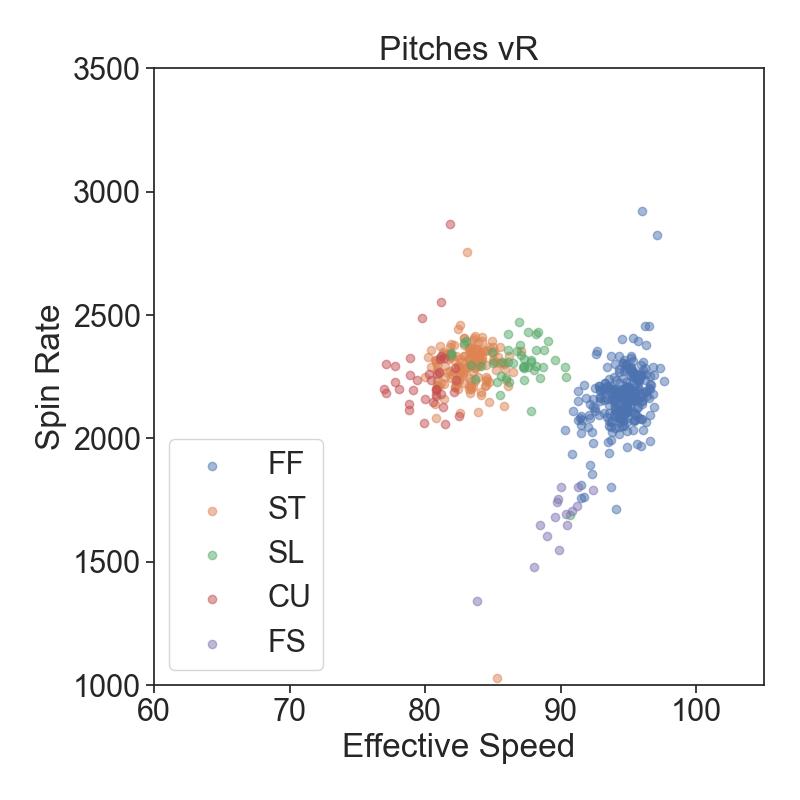 Pitches vR
3500
3000
2500
2000
1500
1000
Spin Rate
FF
ST
SL
CU
FS
60 70 80 90 100
Effective Speed